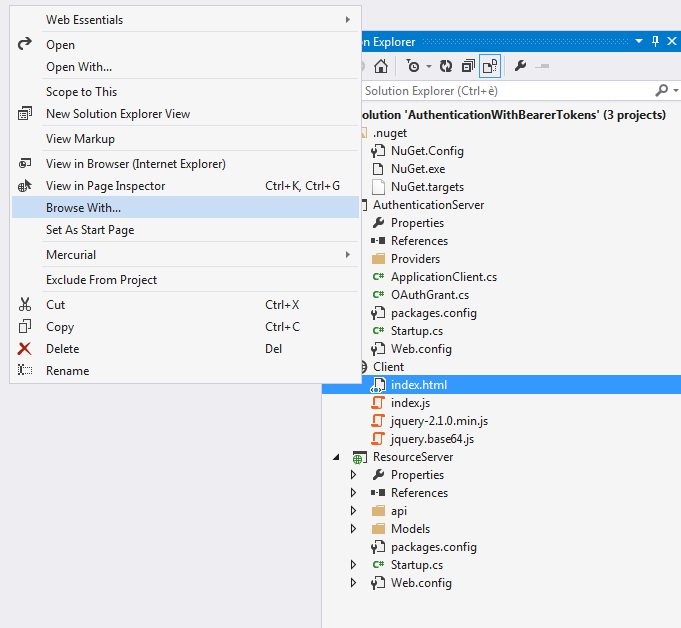 Web Essentials
Open
Open With...
Scope to This
New Solution Explorer View
View Markup
View in Browser (Internet Explorer)
View in Page Inspector Ctrl+K, Ctrl+G
Browse With...
Set As Start Page
Mercurial
Exclude From Project
Cut Ctrl+X
Copy Ctrl+C
Delete Del
Rename
on Explorer
Solution Explorer (Ctrl+è)
olution 'AuthenticationWithBearerTokens' (3 projects)
.nuget
NuGet.Config
NuGet.exe
NuGet.targets
AuthenticationServer
Properties
References
Providers
C# ApplicationClient.cs
C# OAuthGrant.cs
packages.config
C# Startup.cs
Web.config
Client
index.html
index.js
jquery-2.1.0.min.js
jquery.base64.js
ResourceServer
Properties
References
api
Models
packages.config
C# Startup.cs
Web.config